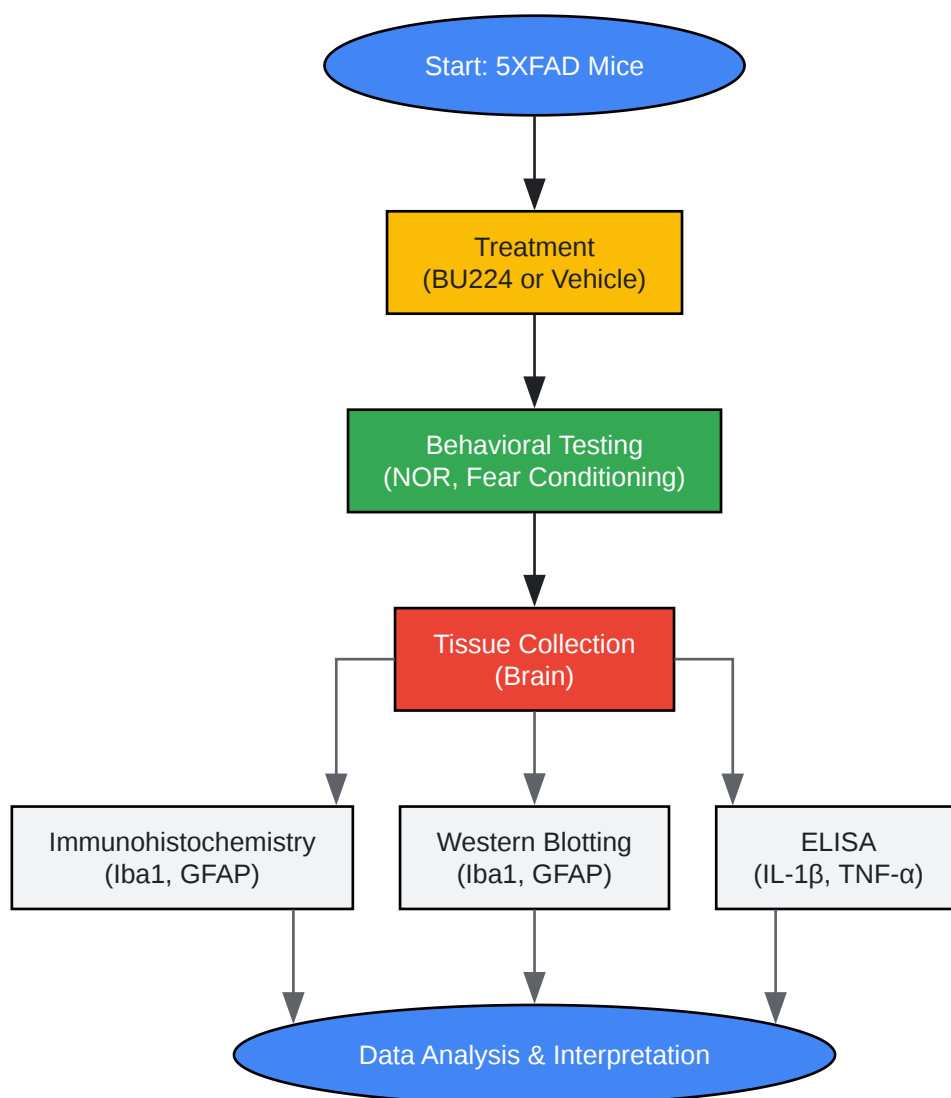 Start: 5XFAD Mice
Treatment
(BU224 or Vehicle)
Behavioral Testing
(NOR, Fear Conditioning)
Tissue Collection
(Brain)
Immunohistochemistry
(Iba1, GFAP)
Western Blotting
(Iba1, GFAP)
ELISA
(IL-1β, TNF-α)
Data Analysis & Interpretation